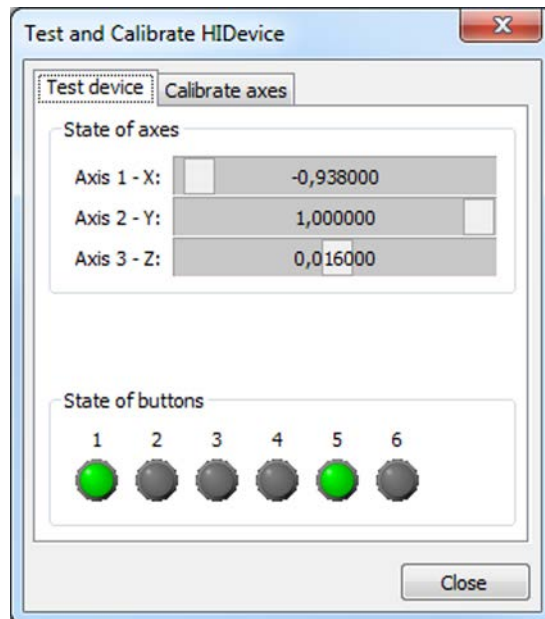 Test and Calibrate HIDevice
Test device Calibrate axes
State of axes
Axis 1 - X: -0,938000
Axis 2 - Y: 1,000000
Axis 3 - Z: 0,016000
State of buttons
1 2 3 4 5 6
Close